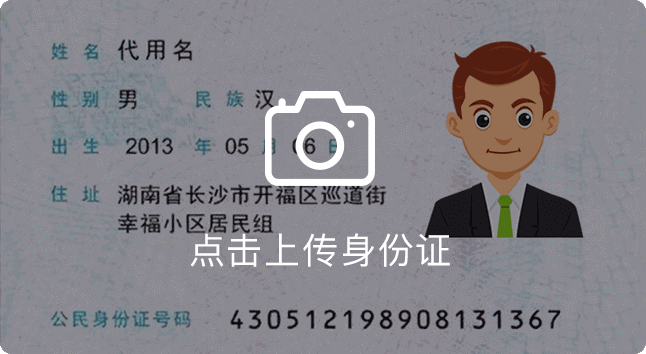 姓名 代用名
性别 男 民族 汉
出生 2013 年 05 月 06 日
住址 湖南省长沙市开福区巡道街
幸福小区居民组
点击上传身份证
公民身份证号码 430512198908131367